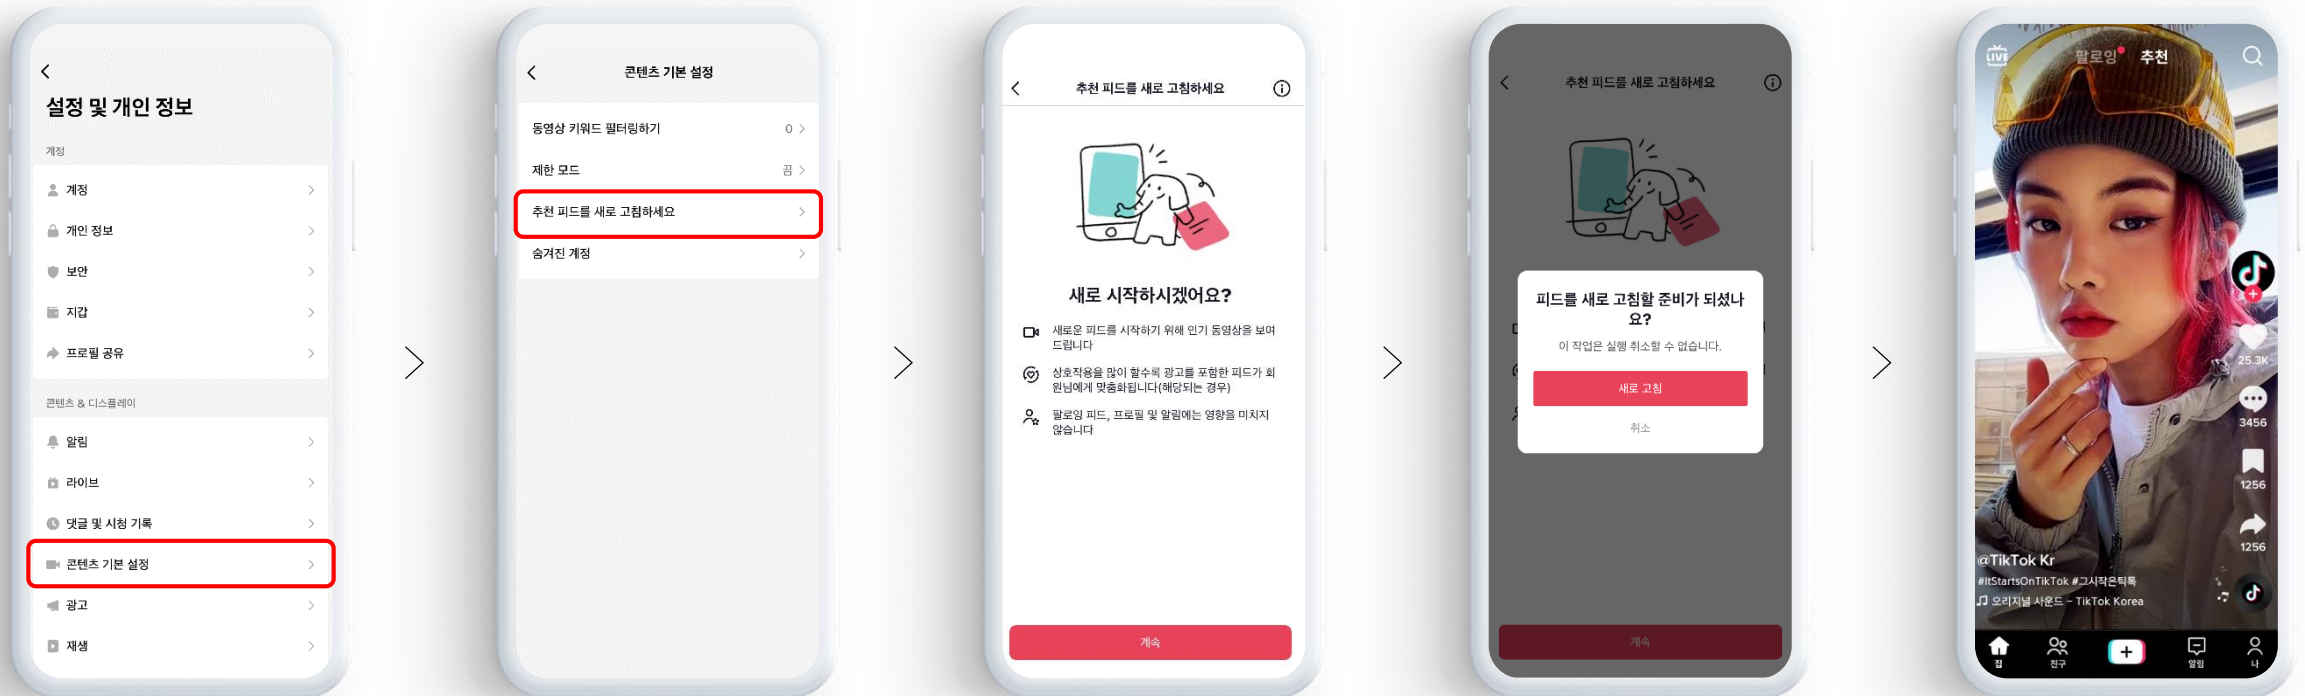 설정 및 개인 정보
계정
계정
개인 정보
보안
지갑
프로필 공유
콘텐츠 & 디스플레이
알림
라이브
댓글 및 시청 기록
콘텐츠 기본 설정
광고
재생
콘텐츠 기본 설정
동영상 키워드 필터링하기 0
제한 모드 끔
추천 피드를 새로 고침하세요
숨겨진 계정
추천 피드를 새로 고침하세요
새로 시작하시겠어요?
새로운 피드를 시작하기 위해 인기 동영상을 보여
드립니다
상호작용을 많이 할수록 광고를 포함한 피드가 회
원님에게 맞춤화됩니다(해당되는 경우)
팔로잉 피드, 프로필 및 알림에는 영향을 미치지
않습니다
계속
추천 피드를 새로 고침하세요
피드를 새로 고침할 준비가 되셨나
요?
이 작업은 실행 취소할 수 없습니다.
새로 고침
취소
계속
LIVE 팔로잉 추천
25.3K
3456
1256
1256
@TikTok Kr
#ItStartsOnTikTok #그시작은틱톡
오리지널 사운드 – TikTok Korea
집 친구 알림 나